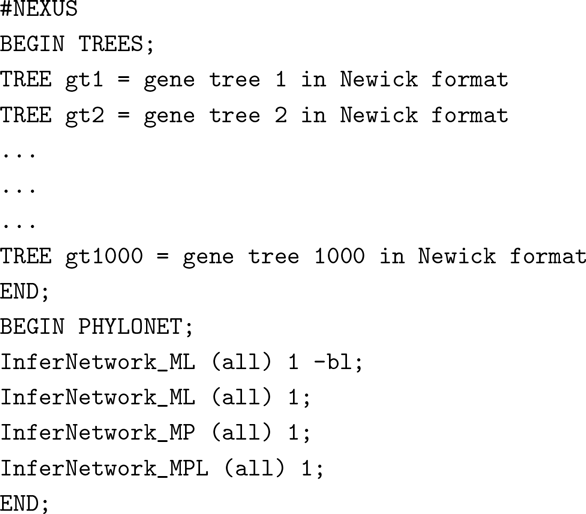 #NEXUS
BEGIN TREES;
TREE gt1 = gene tree 1 in Newick format
TREE gt2 = gene tree 2 in Newick format
...
...
...
TREE gt1000 = gene tree 1000 in Newick format
END;
BEGIN PHYLONET;
InferNetwork_ML (all) 1 -bl;
InferNetwork_ML (all) 1;
InferNetwork_MP (all) 1;
InferNetwork_MPL (all) 1;
END;